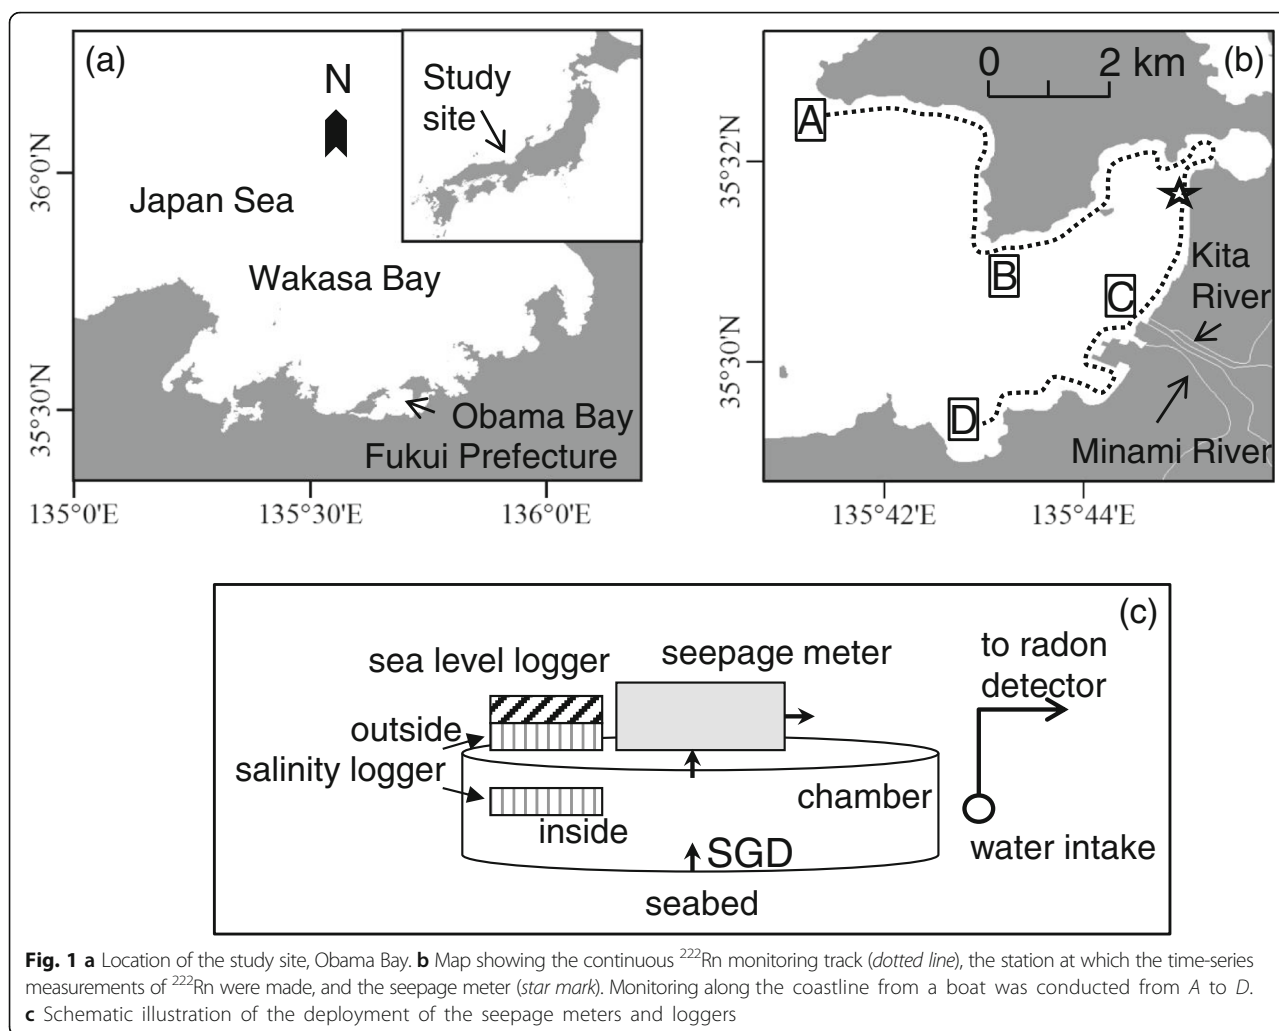 (a)
N
Study
site
Japan Sea
Wakasa Bay
Obama Bay
Fukui Prefecture
36°0'N
35°30'N
135°0'E
135°30'E
136°0'E
(b)
0 2 km
A
B
C
D
Kita
River
Minami River
35°32'N
35°30'N
135°42'E
135°44'E
(c)
sea level logger
seepage meter
to radon
detector
outside
salinity logger
inside
chamber
SGD
water intake
seabed
Fig. 1 a Location of the study site, Obama Bay. b Map showing the continuous ²²²Rn monitoring track (dotted line), the station at which the time-series
measurements of ²²²Rn were made, and the seepage meter (star mark). Monitoring along the coastline from a boat was conducted from A to D.
c Schematic illustration of the deployment of the seepage meters and loggers